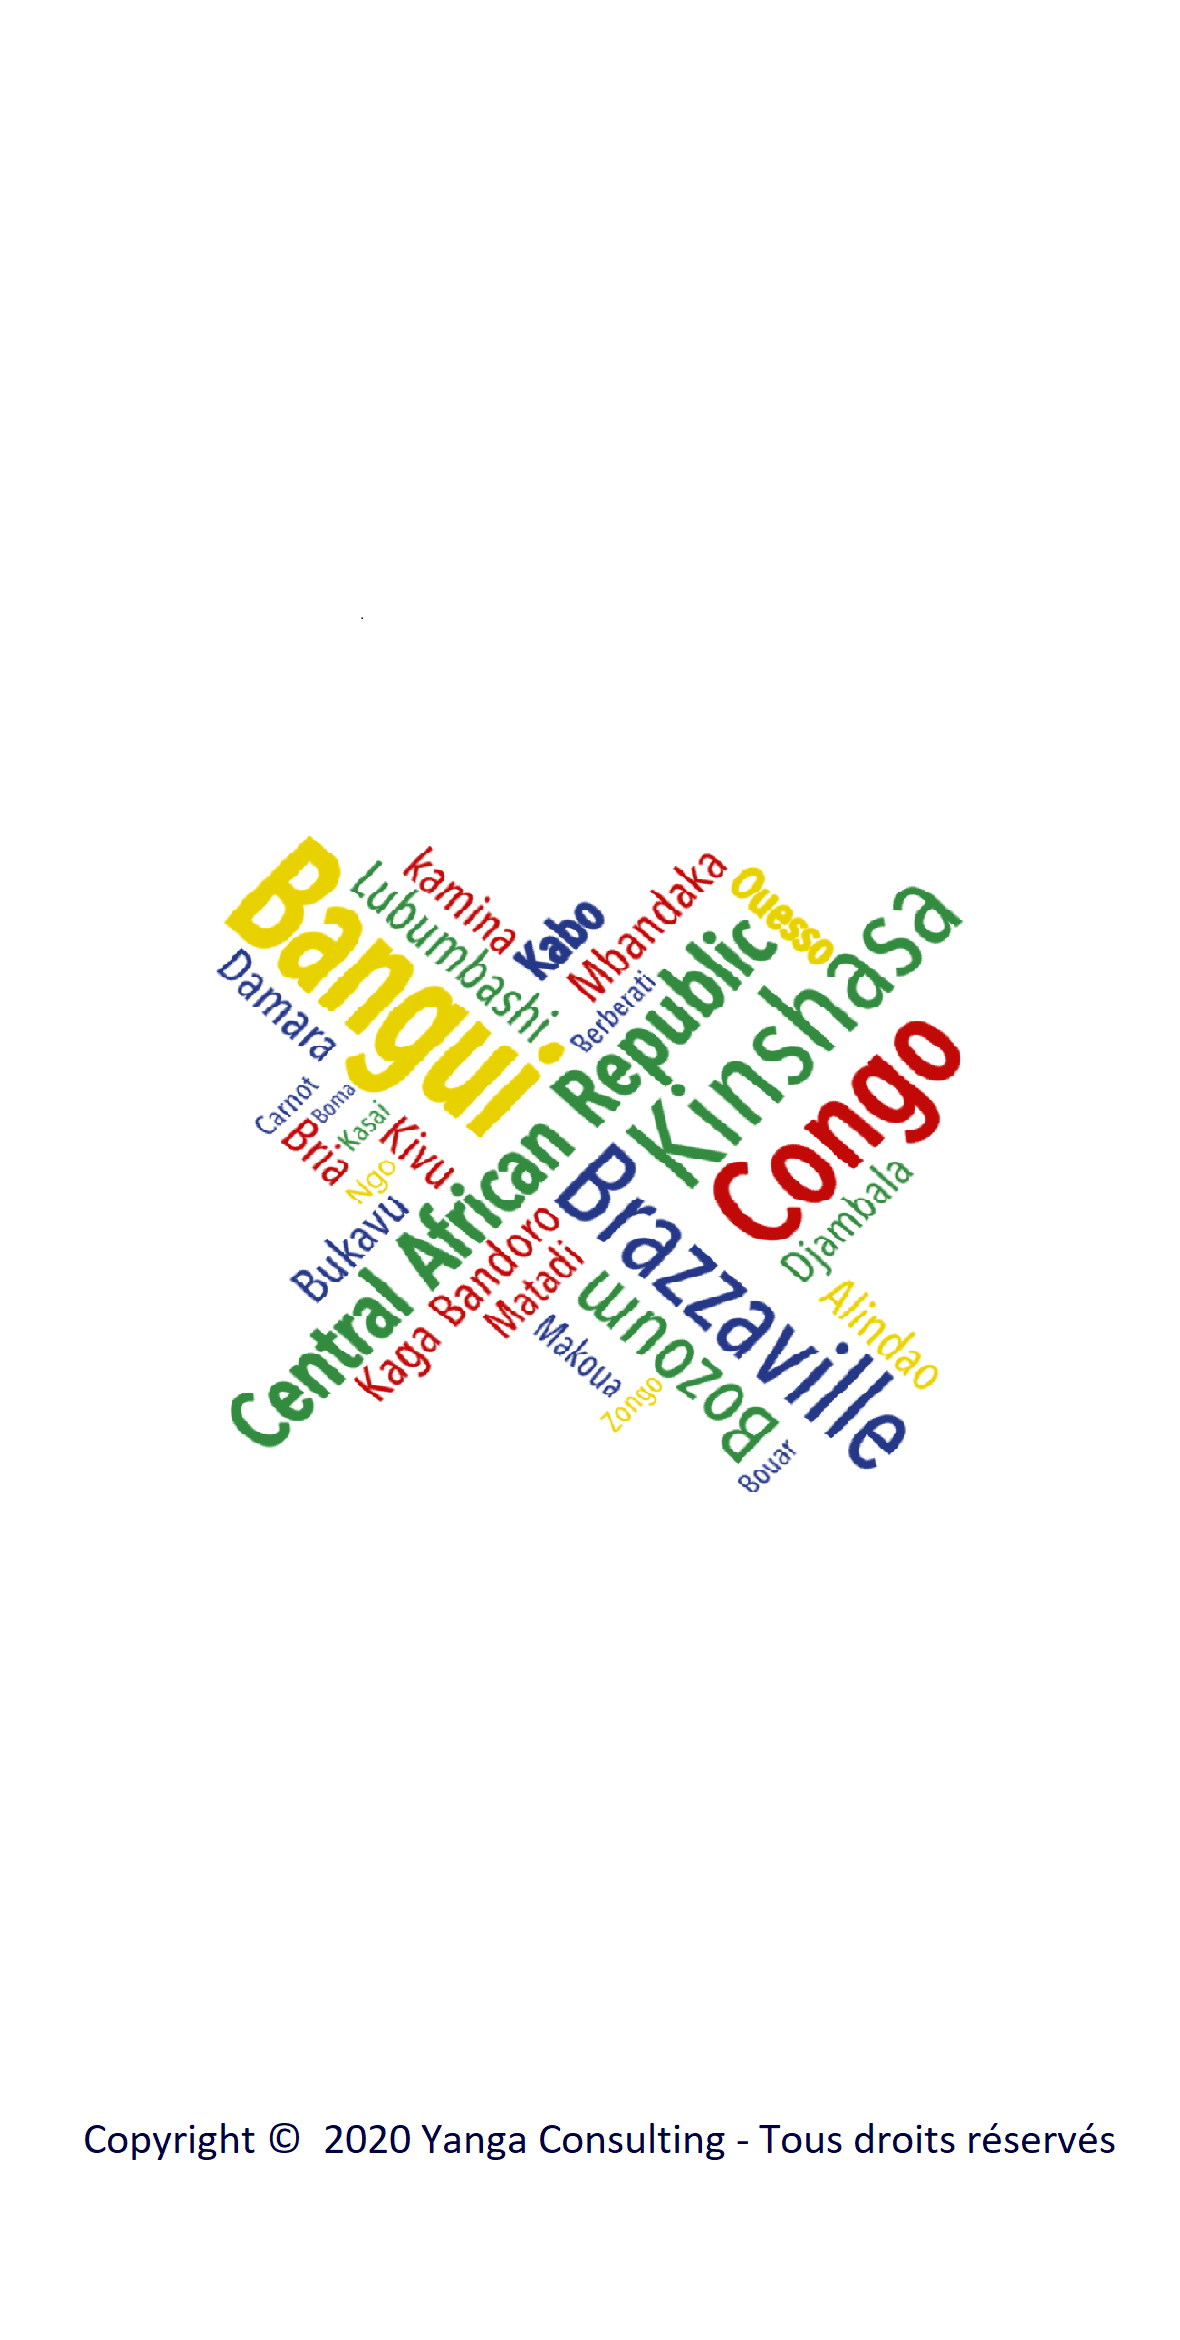 Bangui
Lubumbashi
kamina
Kabo
Mbandaka
Ouesso
Berberati
Damara
Central African Republic
Kinshasa
Congo
Carnot
Boma
Kasai
Bria
Kivu
Ngo
Bukavu
Kaga Bandoro
Matadi
Brazzaville
Djambala
Alindao
Bozoum
Makoua
Zongo
Bouar
Copyright © 2020 Yanga Consulting - Tous droits réservés